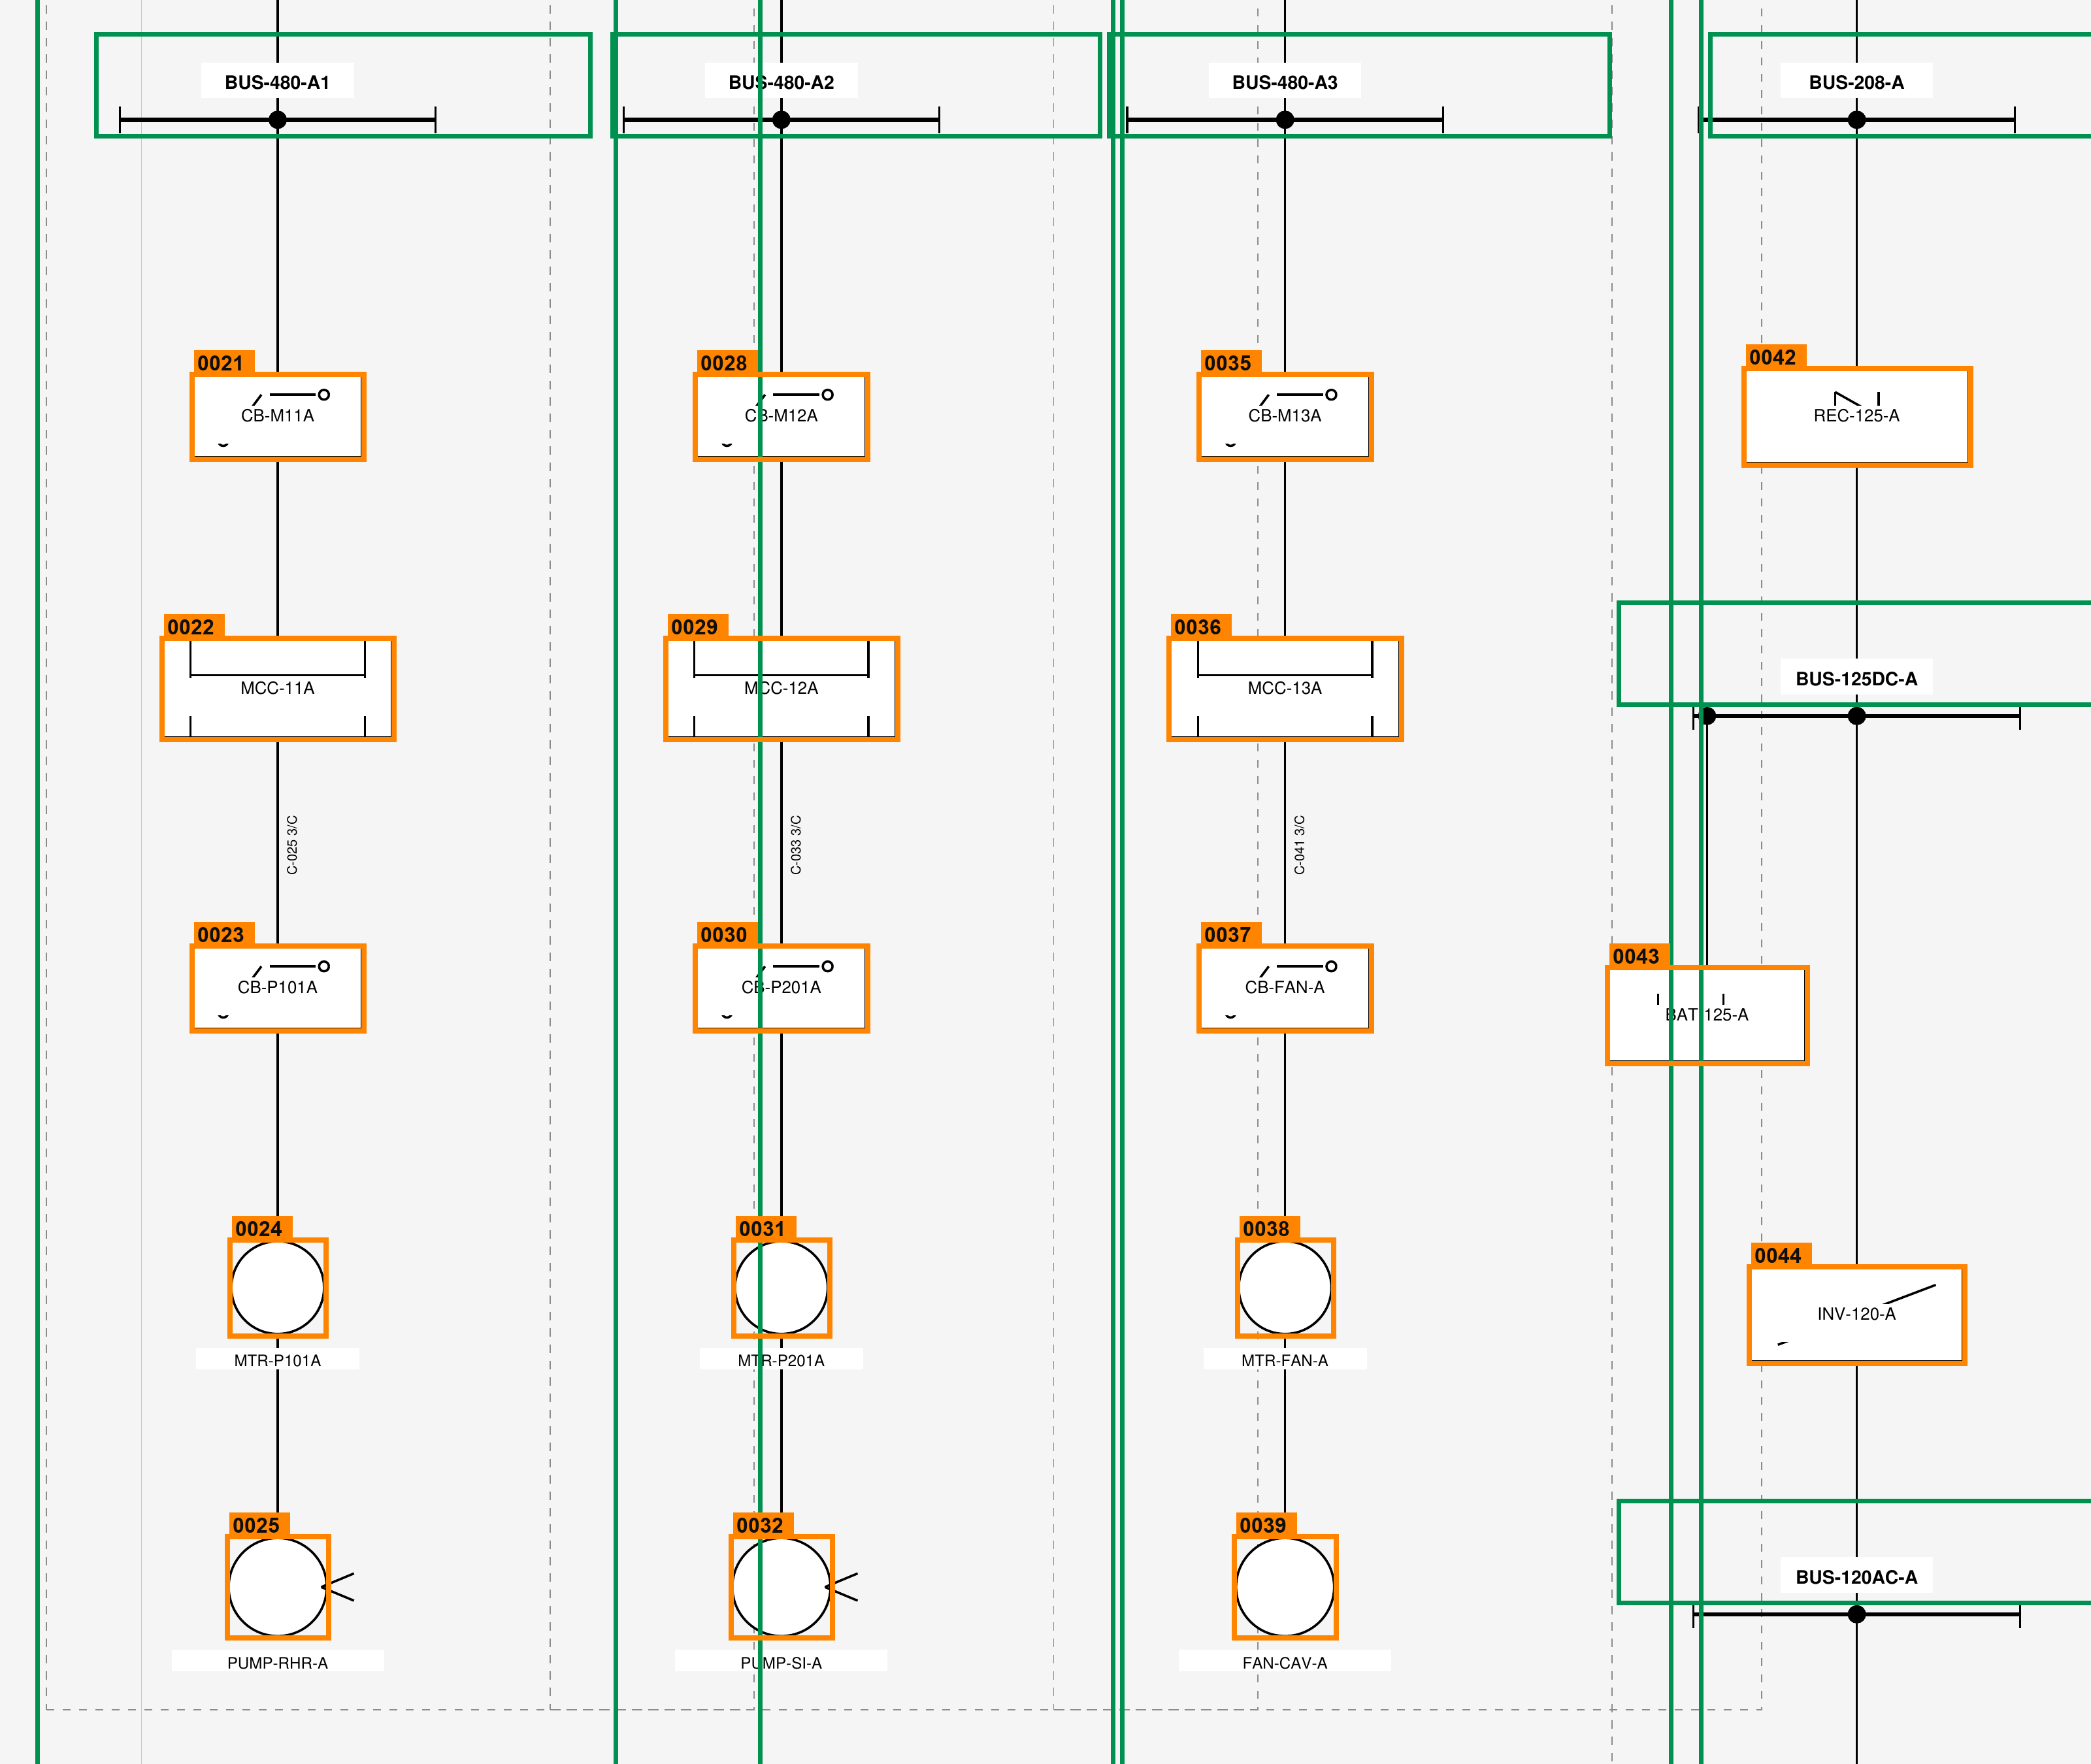 BUS-480-A1 BUS-480-A2 BUS-480-A3 BUS-208-A
0021 0028 0035 0042
CB-M11A CB-M12A CB-M13A REC-125-A
0022 0029 0036
MCC-11A MCC-12A MCC-13A BUS-125DC-A
C-025 3/C C-033 3/C C-041 3/C
0023 0030 0037 0043
CB-P101A CB-P201A CB-FAN-A BAT-125-A
0024 0031 0038 0044
INV-120-A
MTR-P101A MTR-P201A MTR-FAN-A
0025 0032 0039
BUS-120AC-A
PUMP-RHR-A PUMP-SI-A FAN-CAV-A